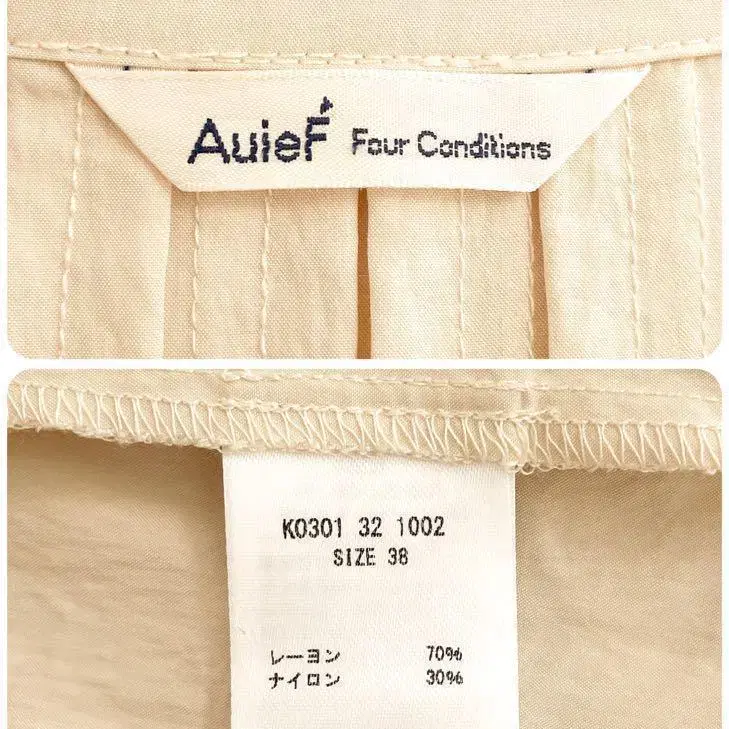 AuieF Four Conditions
K0301 32 1002
SIZE 38
レーヨン 70%
ナイロン 30%